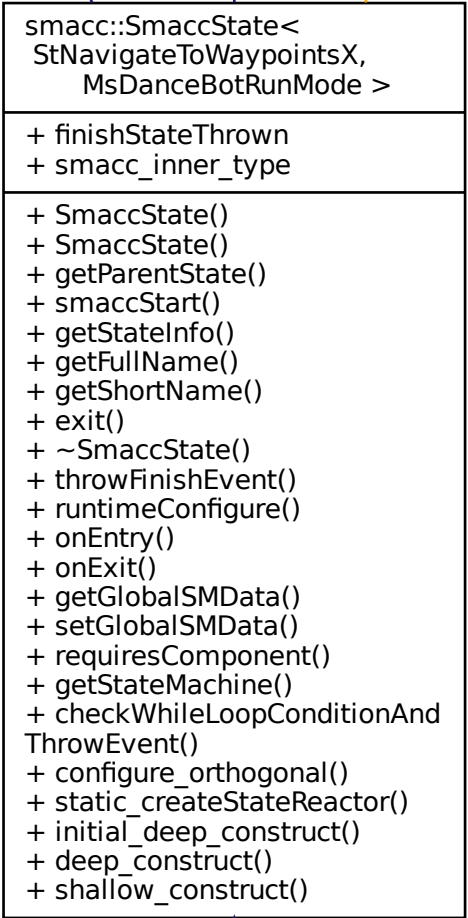 smacc::SmaccState<
StNavigateToWaypointsX,
MsDanceBotRunMode >
+ finishStateThrown
+ smacc_inner_type
+ SmaccState()
+ SmaccState()
+ getParentState()
+ smaccStart()
+ getStateInfo()
+ getFullName()
+ getShortName()
+ exit()
+ ~SmaccState()
+ throwFinishEvent()
+ runtimeConfigure()
+ onEntry()
+ onExit()
+ getGlobalSMData()
+ setGlobalSMData()
+ requiresComponent()
+ getStateMachine()
+ checkWhileLoopConditionAnd
ThrowEvent()
+ configure_orthogonal()
+ static_createStateReactor()
+ initial_deep_construct()
+ deep_construct()
+ shallow_construct()